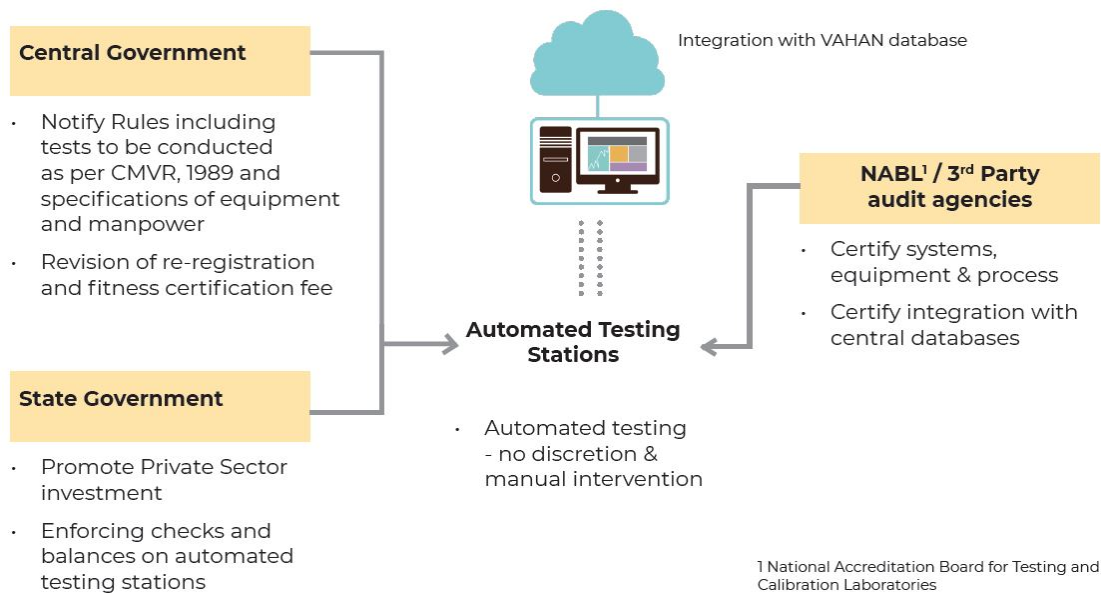 Central Government
• Notify Rules including
tests to be conducted
as per CMVR, 1989 and
specifications of equipment
and manpower
• Revision of re-registration
and fitness certification fee
State Government
• Promote Private Sector
investment
• Enforcing checks and
balances on automated
testing stations
Integration with VAHAN database
Automated Testing
Stations
• Automated testing
- no discretion &
manual intervention
NABL¹ / 3ʳᵈ Party
audit agencies
• Certify systems,
equipment & process
• Certify integration with
central databases
1 National Accreditation Board for Testing and
Calibration Laboratories